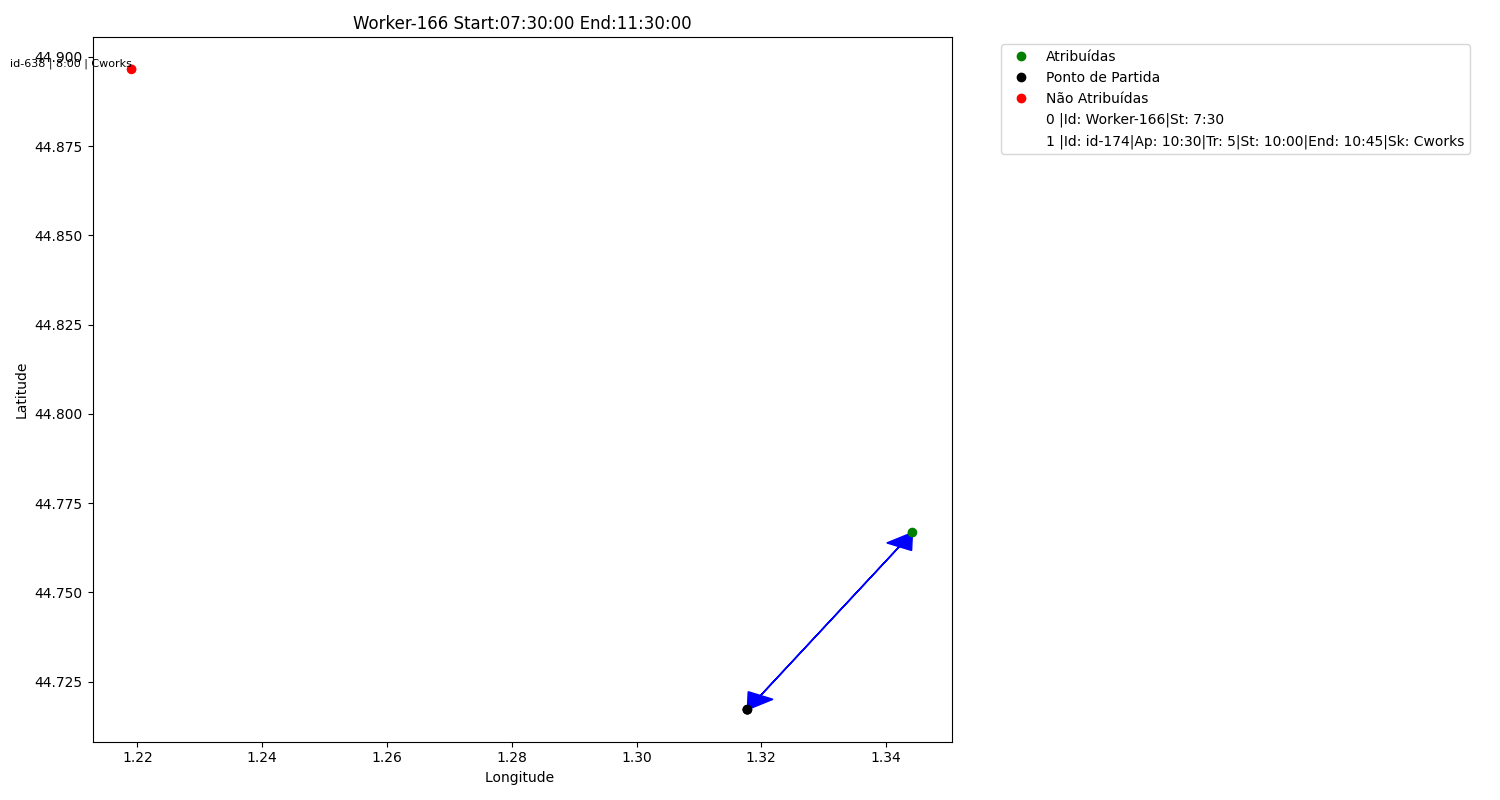 Worker-166 Start:07:30:00 End:11:30:00
44.900
id-638 | 8:00 | Cworks
44.875
44.850
44.825
44.800
44.775
44.750
44.725
Latitude
1.22 1.24 1.26 1.28 1.30 1.32 1.34
Longitude
Atribuídas
Ponto de Partida
Não Atribuídas
0 |Id: Worker-166|St: 7:30
1 |Id: id-174|Ap: 10:30|Tr: 5|St: 10:00|End: 10:45|Sk: Cworks